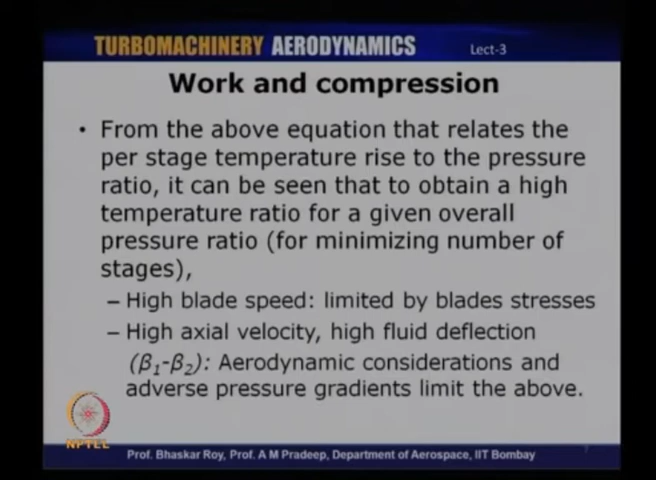 TURBOMACHINERY AERODYNAMICS Lect-3
Work and compression
• From the above equation that relates the
per stage temperature rise to the pressure
ratio, it can be seen that to obtain a high
temperature ratio for a given overall
pressure ratio (for minimizing number of
stages),
– High blade speed: limited by blades stresses
– High axial velocity, high fluid deflection
(β₁-β₂): Aerodynamic considerations and
adverse pressure gradients limit the above.
NPTEL
Prof. Bhaskar Roy, Prof. A M Pradeep, Department of Aerospace, IIT Bombay